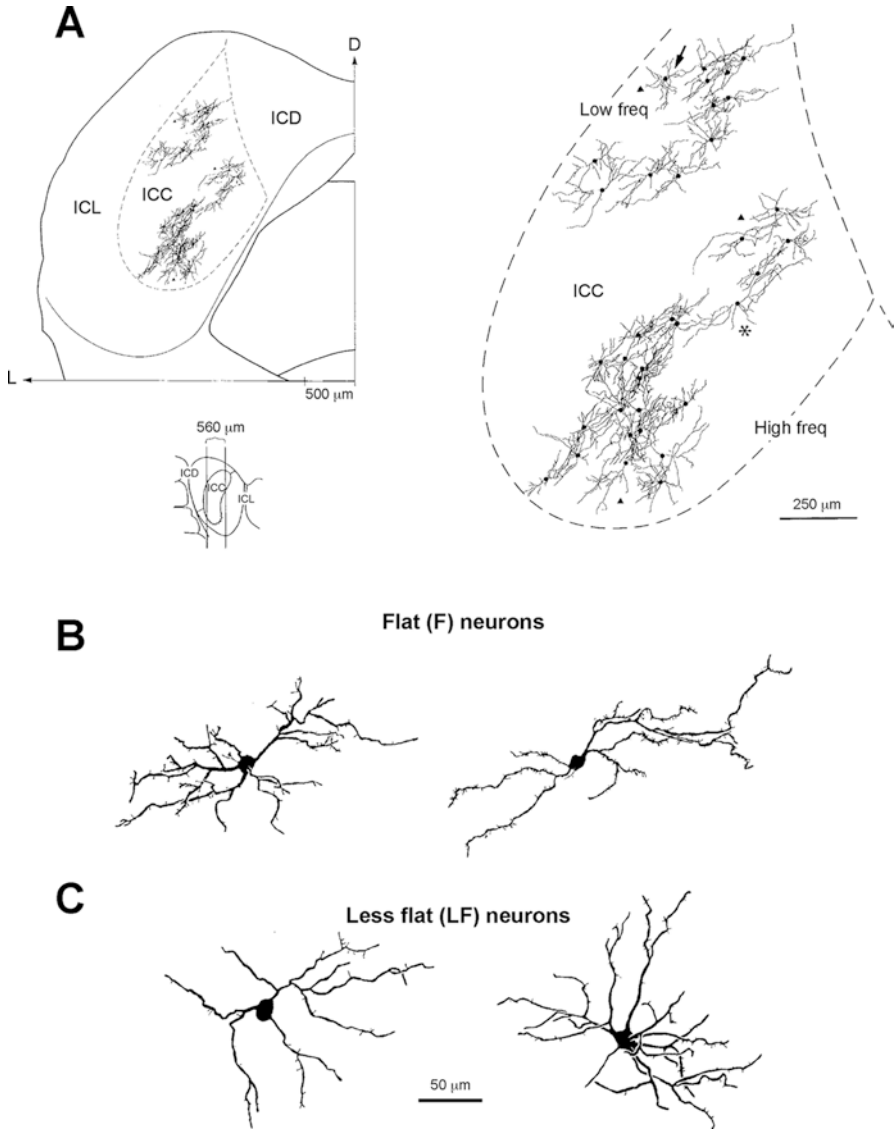 A
D
ICD
ICL
ICC
L
500 μm
560 μm
ICD
ICC
ICL
Low freq
ICC
*
High freq
250 μm
B
Flat (F) neurons
C
Less flat (LF) neurons
50 μm